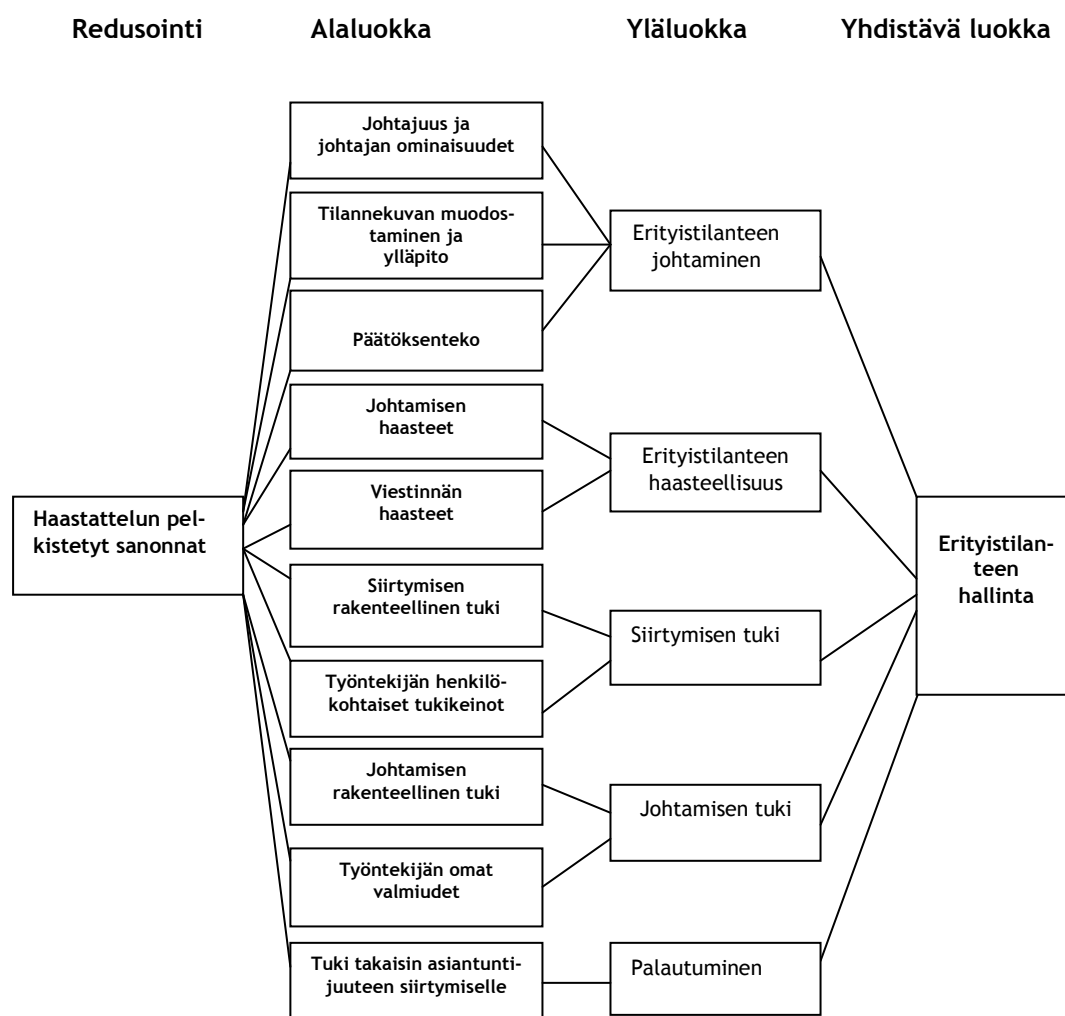 Redusointi Alaluokka Yläluokka Yhdistävä luokka
Johtajuus ja
johtajan ominaisuudet
Tilannekuvan muodos-
taminen ja
ylläpito
Päätöksenteko
Johtamisen
haasteet
Viestinnän
haasteet
Siirtymisen
rakenteellinen tuki
Työntekijän henkilö-
kohtaiset tukikeinot
Johtamisen
rakenteellinen tuki
Työntekijän omat
valmiudet
Tuki takaisin asiantunti-
juuteen siirtymiselle
Haastattelun pel-
kistetyt sanonnat
Erityistilanteen
johtaminen
Erityistilanteen
haasteellisuus
Siirtymisen tuki
Johtamisen tuki
Palautuminen
Erityistilan-
teen
hallinta